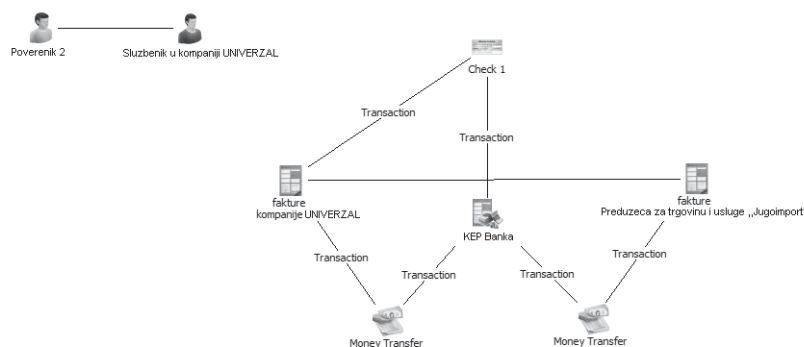 Poverenik 2
Sluzbenik u kompaniji UNIVERZAL
Check 1
Transaction
Transaction
fakture
kompanije UNIVERZAL
fakture
Preduzeca za trgovinu i usluge ,,Jugoimport"
KEP Banka
Transaction
Transaction
Transaction
Transaction
Money Transfer
Money Transfer